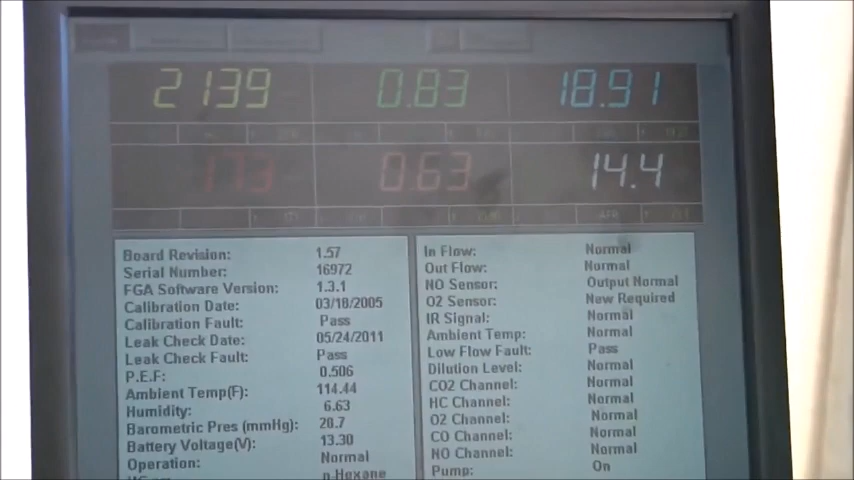 2139 0.83 18.91
173 0.63 14.4
AFR
Board Revision: 1.57
Serial Number: 16972
FGA Software Version: 1.3.1
Calibration Date: 03/18/2005
Calibration Fault: Pass
Leak Check Date: 05/24/2011
Leak Check Fault: Pass
P.E.F: 0.506
Ambient Temp(F): 114.44
Humidity: 6.63
Barometric Pres (mmHg): 28.7
Battery Voltage(V): 13.30
Operation: Normal
n-Hexane
In Flow: Normal
Out Flow: Normal
NO Sensor: Output Normal
O2 Sensor: New Required
IR Signal: Normal
Ambient Temp: Normal
Low Flow Fault: Pass
Dilution Level: Normal
CO2 Channel: Normal
HC Channel: Normal
O2 Channel: Normal
CO Channel: Normal
NO Channel: Normal
Pump: On